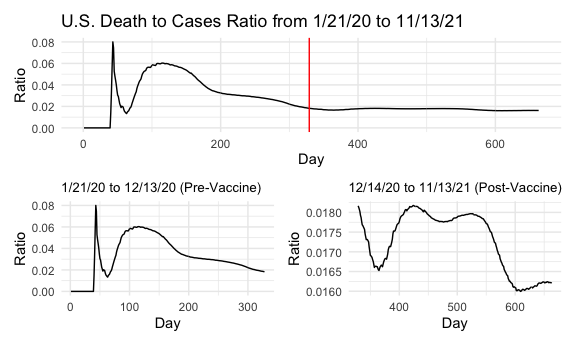 U.S. Death to Cases Ratio from 1/21/20 to 11/13/21
0.08
0.06
0.04
0.02
0.00
Ratio
0
200
400
600
Day
1/21/20 to 12/13/20 (Pre-Vaccine)
0.08
0.06
0.04
0.02
0.00
Ratio
0
100
200
300
Day
12/14/20 to 11/13/21 (Post-Vaccine)
0.0180
0.0175
0.0170
0.0165
0.0160
Ratio
400
500
600
Day